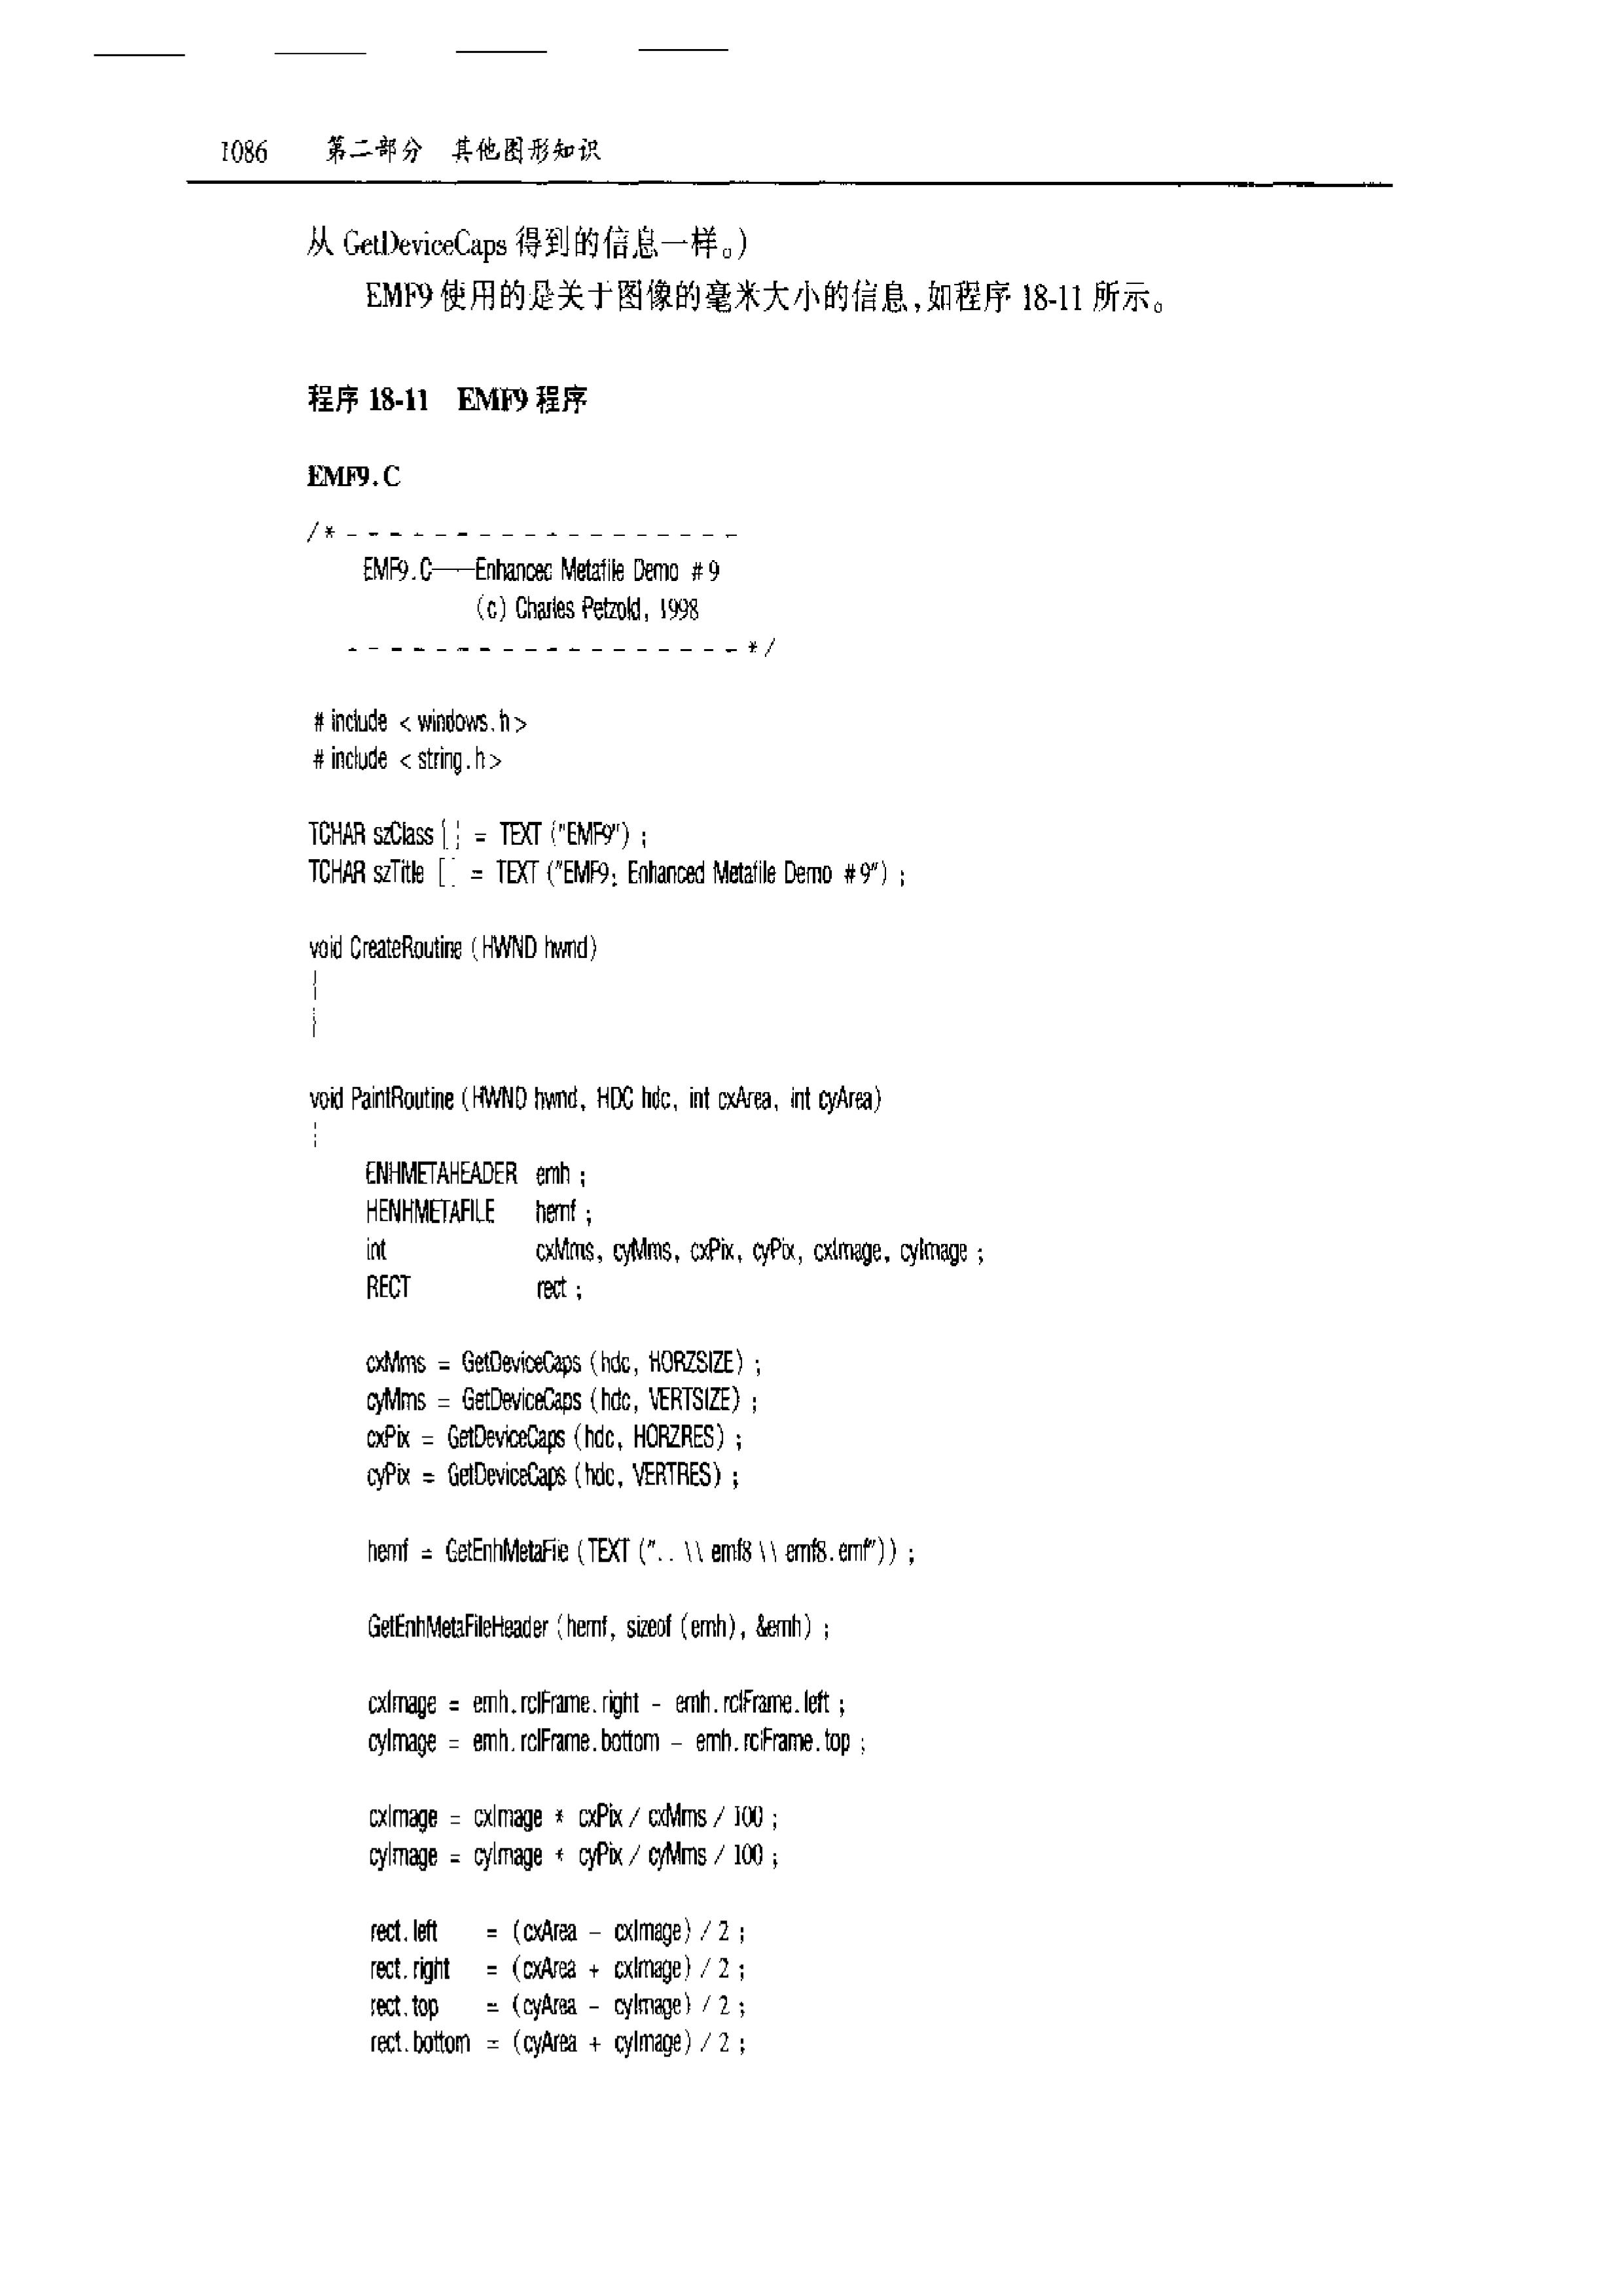 1086 第二部分 其他图形知识
从 GetDeviceCaps 得到的信息一样。)
EMF9 使用的是关于图像的毫米大小的信息,如程序 18-11 所示。
程序 18-11 EMF9 程序
EMF9.C
/* - - - - - - - - - - - - - - - - - -
EMF9.C——Enhanced Metafile Demo #9
(c) Charles Petzold, 1998
- - - - - - - - - - - - - - - - - - */
# include < windows.h >
# include < string.h >
TCHAR szClass [] = TEXT ("EMF9") ;
TCHAR szTitle [] = TEXT ("EMF9: Enhanced Metafile Demo #9") ;
void CreateRoutine (HWND hwnd)
{
}
void PaintRoutine (HWND hwnd, HDC hdc, int cxArea, int cyArea)
{
ENHMETAHEADER emh ;
HENHMETAFILE hemf ;
int cxMms, cyMms, cxPix, cyPix, cxImage, cyImage ;
RECT rect ;
cxMms = GetDeviceCaps (hdc, HORZSIZE) ;
cyMms = GetDeviceCaps (hdc, VERTSIZE) ;
cxPix = GetDeviceCaps (hdc, HORZRES) ;
cyPix = GetDeviceCaps (hdc, VERTRES) ;
hemf = GetEnhMetaFile (TEXT (".. \\ emf8 \\ emf8.emf")) ;
GetEnhMetaFileHeader (hemf, sizeof (emh), &emh) ;
cxImage = emh.rclFrame.right - emh.rclFrame.left ;
cyImage = emh.rclFrame.bottom - emh.rclFrame.top ;
cxImage = cxImage * cxPix / cxMms / 100 ;
cyImage = cyImage * cyPix / cyMms / 100 ;
rect.left = (cxArea - cxImage) / 2 ;
rect.right = (cxArea + cxImage) / 2 ;
rect.top = (cyArea - cyImage) / 2 ;
rect.bottom = (cyArea + cyImage) / 2 ;